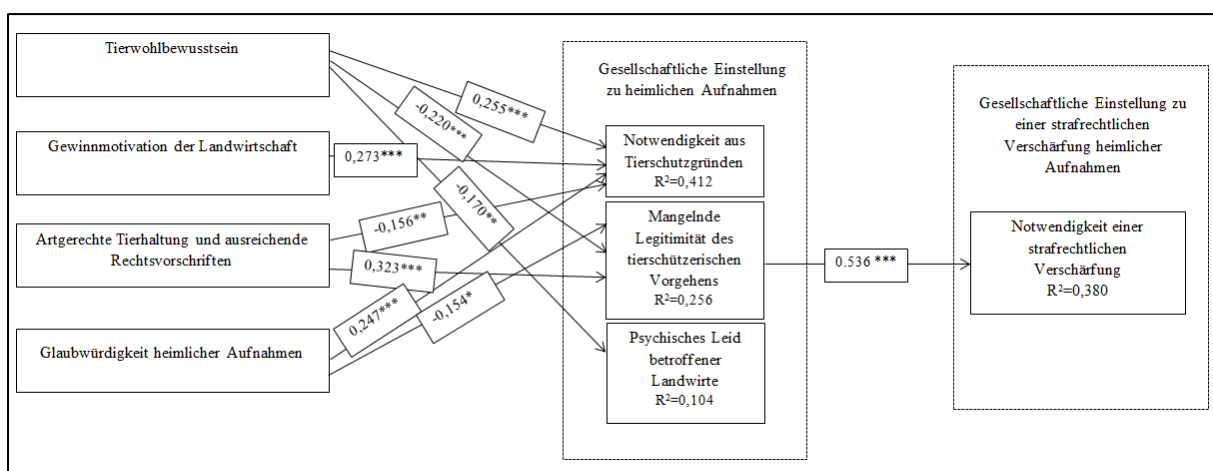 Tierwohlbewusstsein
Gewinnmotivation der Landwirtschaft
Artgerechte Tierhaltung und ausreichende
Rechtsvorschriften
Glaubwürdigkeit heimlicher Aufnahmen
0,255***
-0,220***
0,273***
-0,170**
-0,156**
0,323***
0,247***
-0,154*
Gesellschaftliche Einstellung
zu heimlichen Aufnahmen
Notwendigkeit aus
Tierschutzgründen
R²=0,412
Mangelnde
Legitimität des
tierschützerischen
Vorgehens
R²=0,256
Psychisches Leid
betroffener
Landwirte
R²=0,104
0.536 ***
Gesellschaftliche Einstellung zu
einer strafrechtlichen
Verschärfung heimlicher
Aufnahmen
Notwendigkeit einer
strafrechtlichen
Verschärfung
R²=0,380